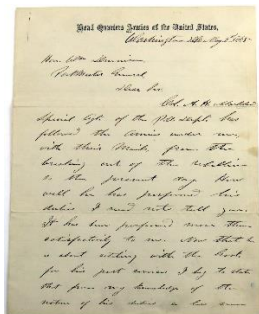 Head Quarters Armies of the United States,
Washington Aug 1865
Hon. Wm Dennison
Post Master General
Dear Sir
Col. A. H. Markland
Special Agt of the P.O. Dept. has
followed the Armies under me
with their Mails from the
breaking out of the rebellion
to the present day. How
well he has performed his
duties I need not tell you.
It has been performed more than
satisfactorily to me. Now that he
is about settling with the
for his past services I beg to state
that from my knowledge of the
nature of his duties